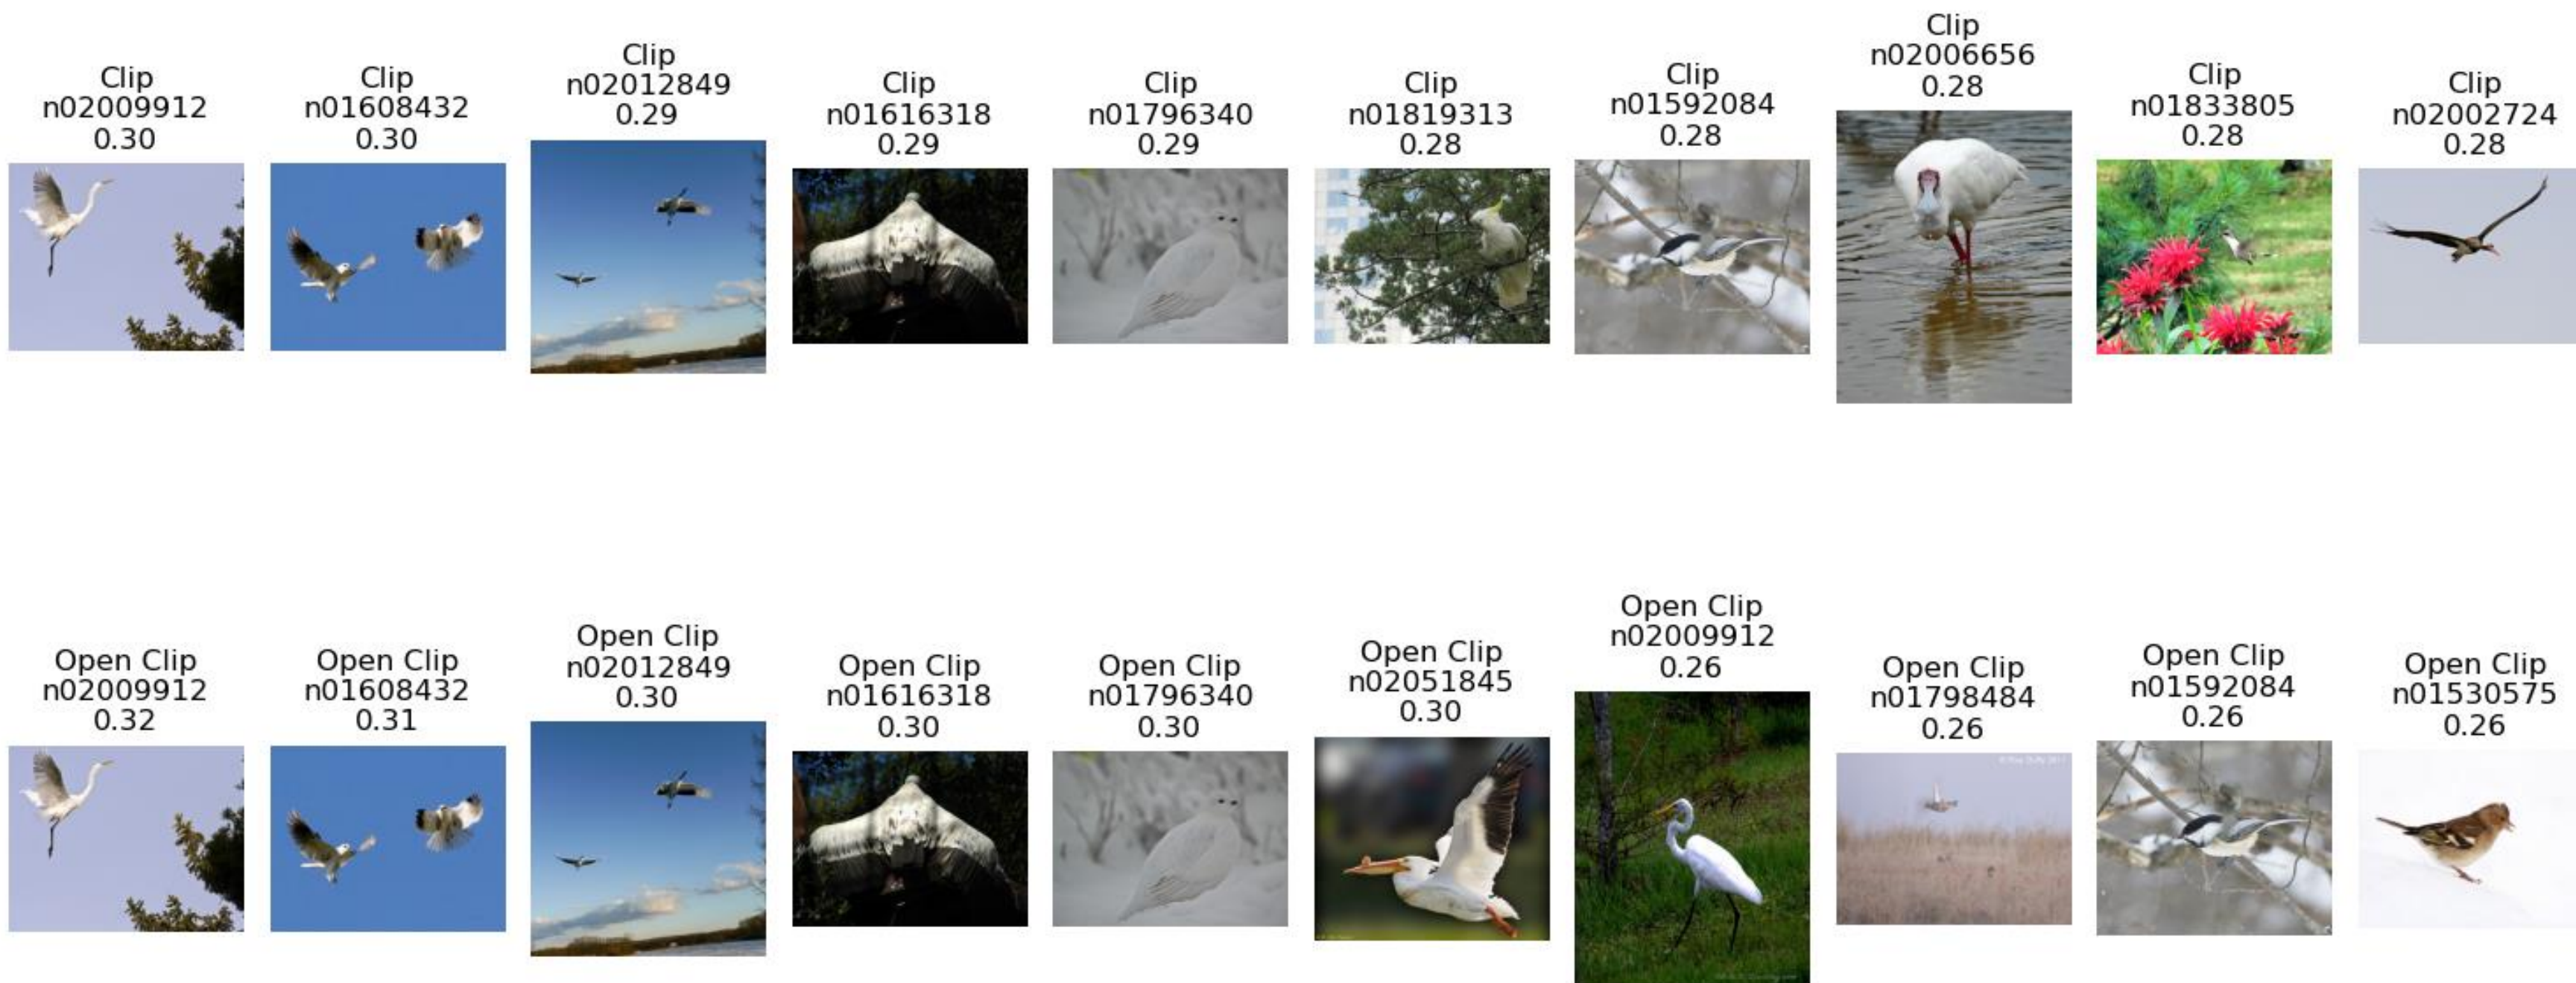 Clip
n02009912
0.30
Clip
n01608432
0.30
Clip
n02012849
0.29
Clip
n01616318
0.29
Clip
n01796340
0.29
Clip
n01819313
0.28
Clip
n01592084
0.28
Clip
n02006656
0.28
Clip
n01833805
0.28
Clip
n02002724
0.28
Open Clip
n02009912
0.32
Open Clip
n01608432
0.31
Open Clip
n02012849
0.30
Open Clip
n01616318
0.30
Open Clip
n01796340
0.30
Open Clip
n02051845
0.30
Open Clip
n02009912
0.26
Open Clip
n01798484
0.26
Open Clip
n01592084
0.26
Open Clip
n01530575
0.26